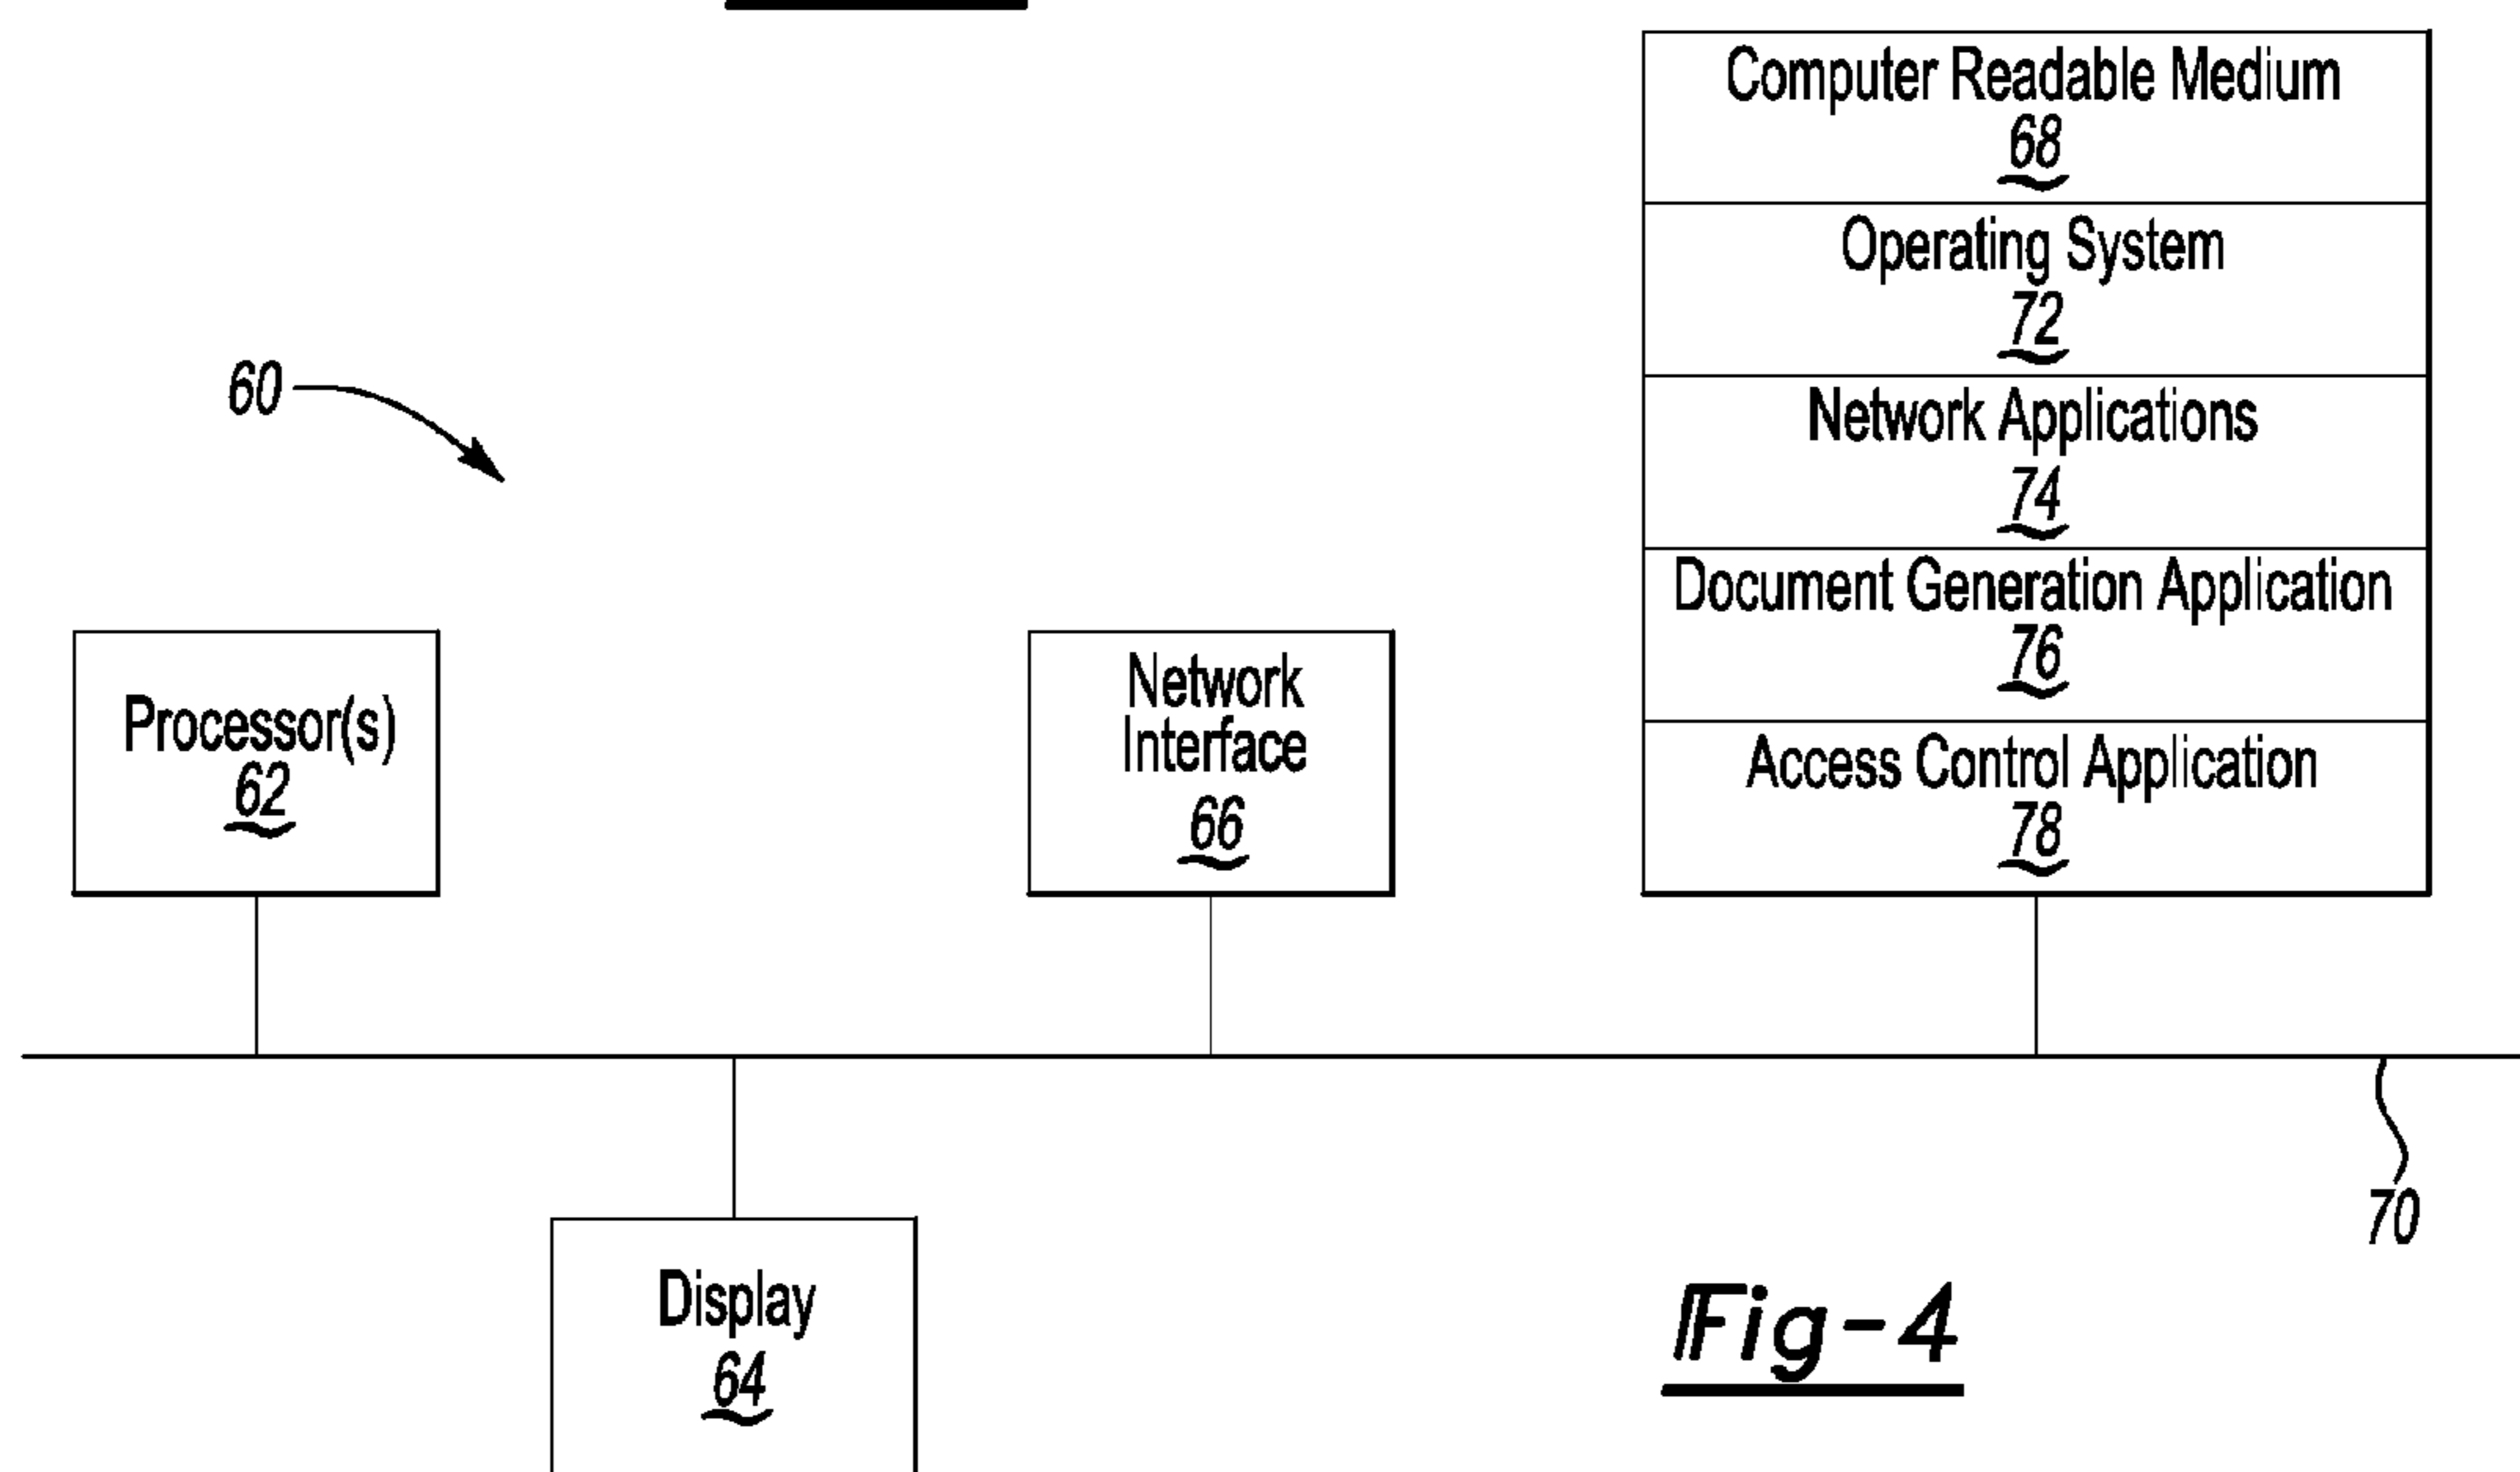 Computer Readable Medium
68
Operating System
72
Network Applications
74
Document Generation Application
76
Access Control Application
78
60
Processor(s)
62
Network
Interface
66
70
Display
64
Fig-4